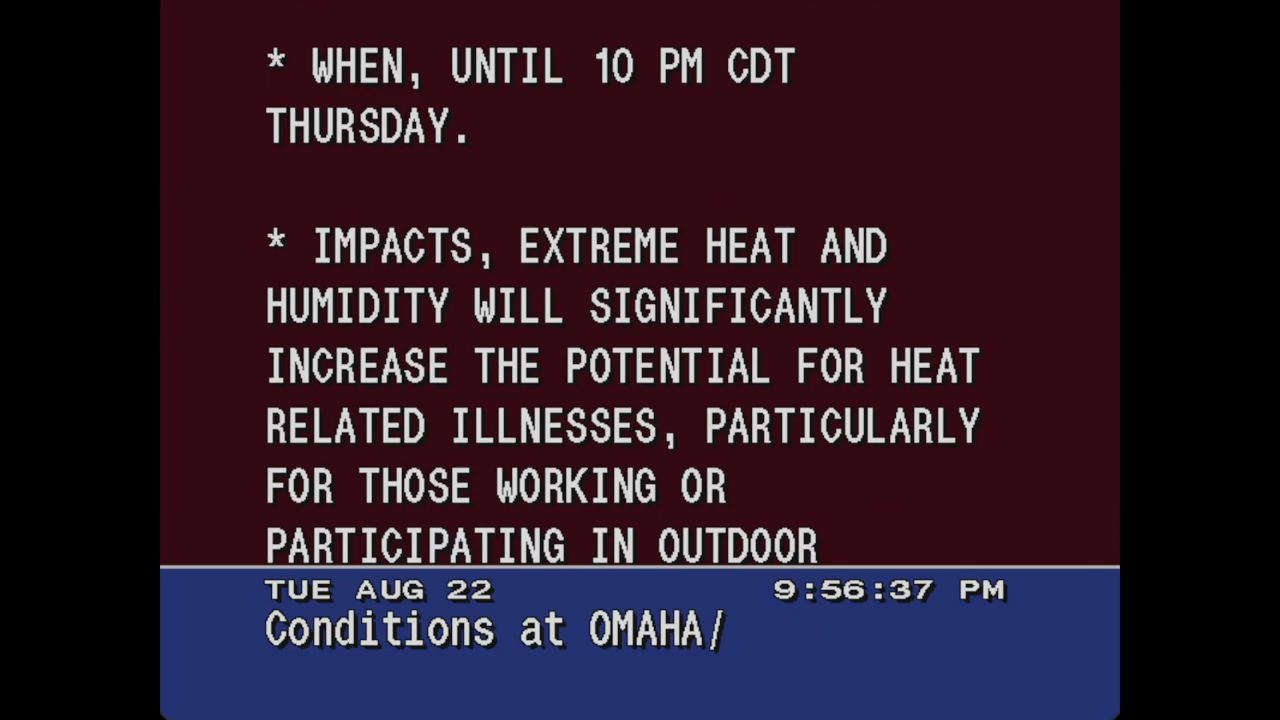 * WHEN, UNTIL 10 PM CDT
THURSDAY.
* IMPACTS, EXTREME HEAT AND
HUMIDITY WILL SIGNIFICANTLY
INCREASE THE POTENTIAL FOR HEAT
RELATED ILLNESSES, PARTICULARLY
FOR THOSE WORKING OR
PARTICIPATING IN OUTDOOR
TUE AUG 22 9:56:37 PM
Conditions at OMAHA/